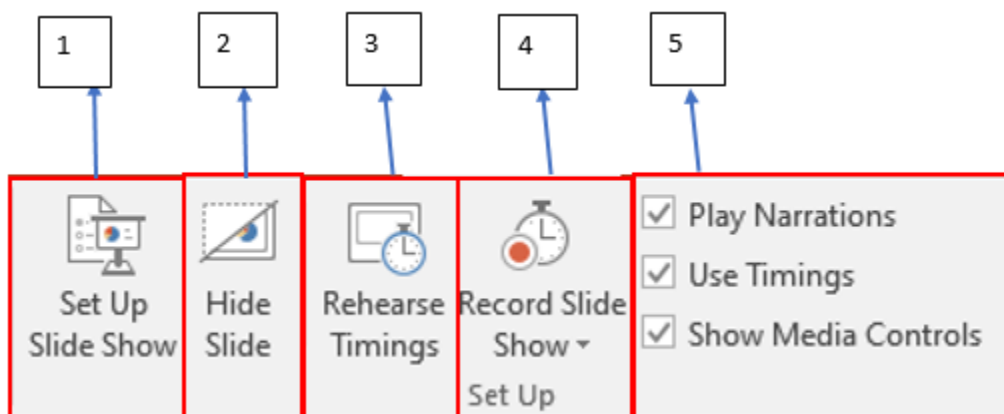 1
2
3
4
5
Set Up
Slide Show
Hide
Slide
Rehearse
Timings
Record Slide
Show
Play Narrations
Use Timings
Show Media Controls
Set Up